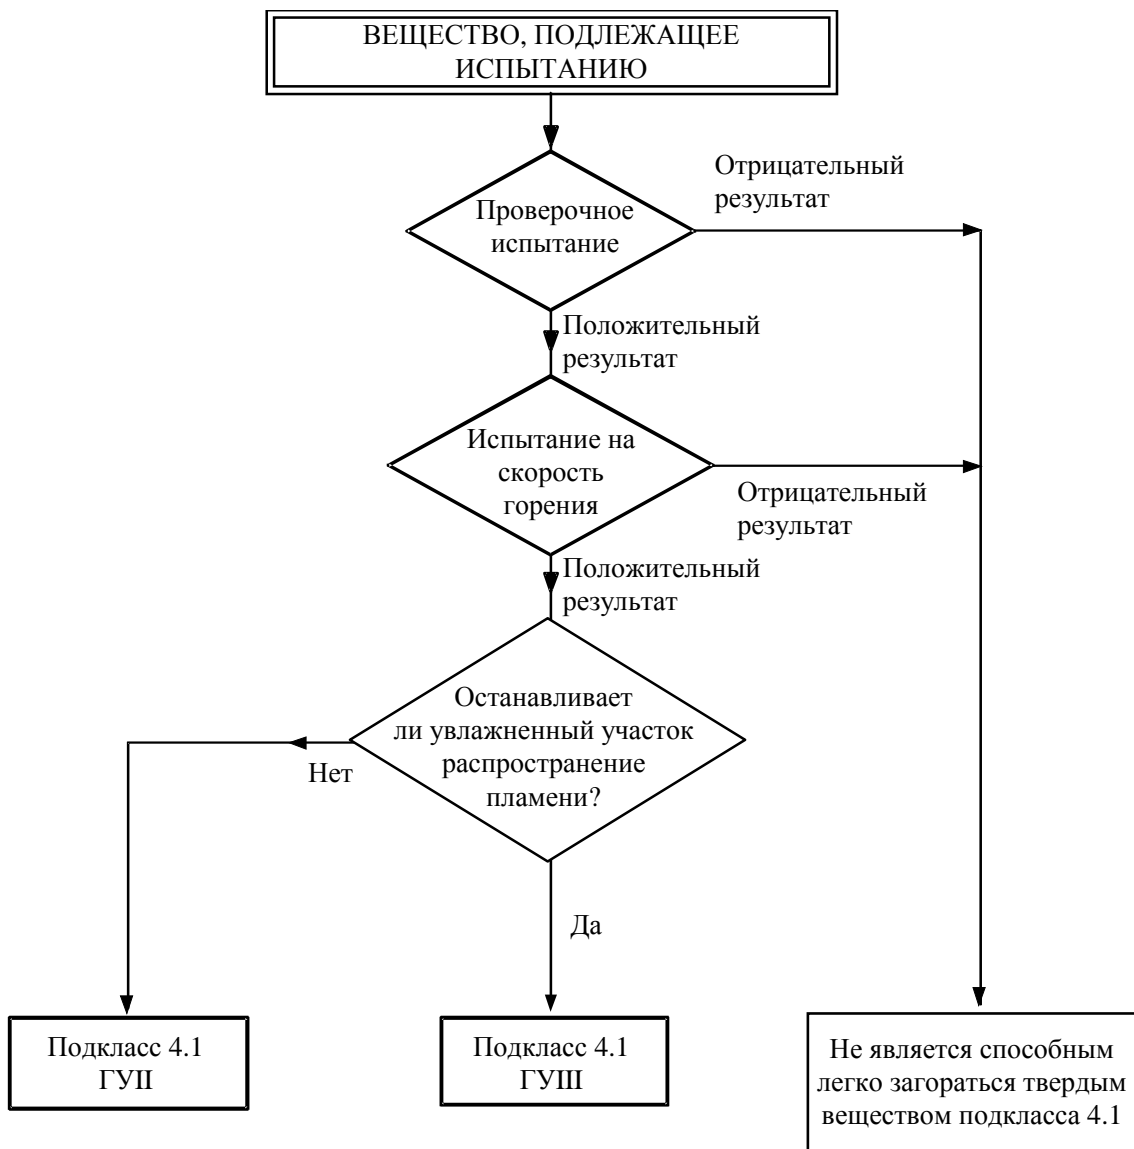 ВЕЩЕСТВО, ПОДЛЕЖАЩЕЕ
ИСПЫТАНИЮ
Проверочное
испытание
Отрицательный
результат
Положительный
результат
Испытание на
скорость
горения
Отрицательный
результат
Положительный
результат
Останавливает
ли увлажненный участок
распространение
пламени?
Нет
Да
Подкласс 4.1
ГУII
Подкласс 4.1
ГУIII
Не является способным
легко загораться твердым
веществом подкласса 4.1